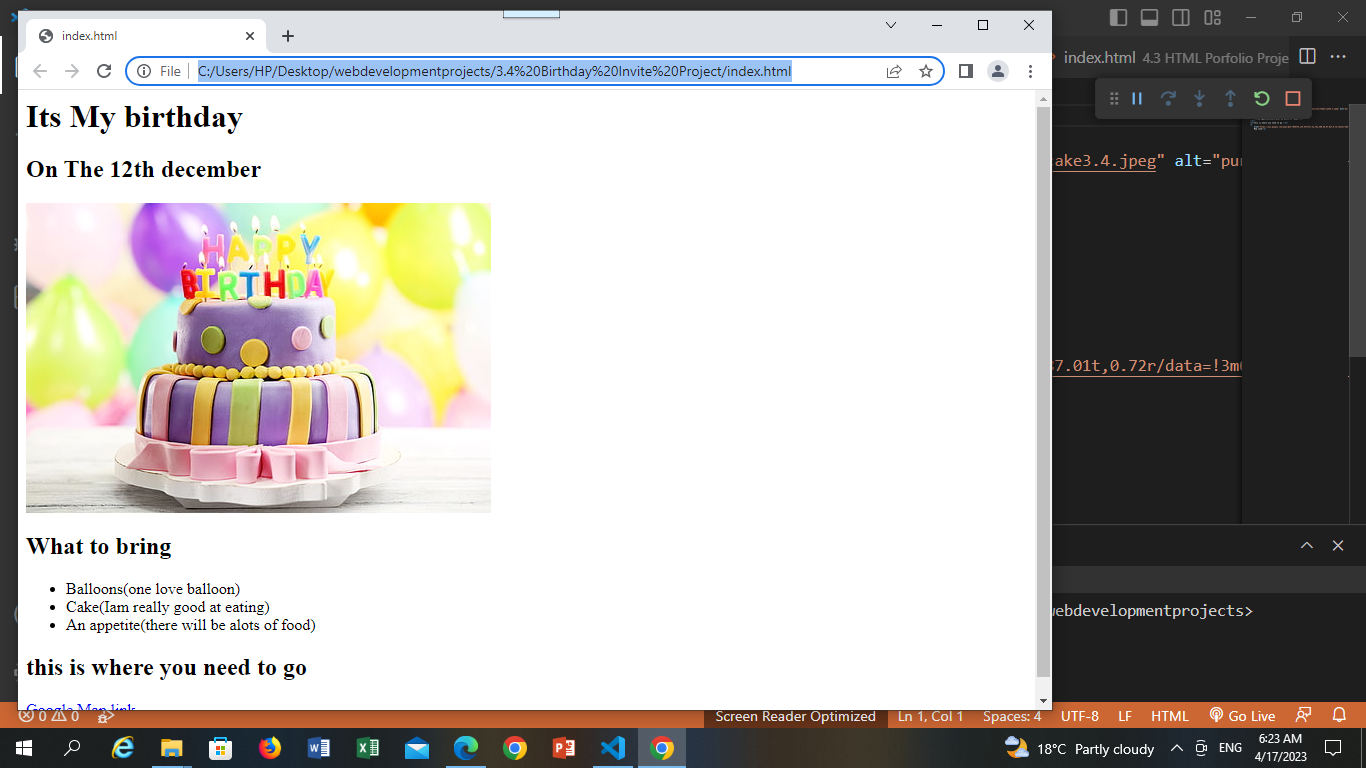 index.html
File
C:/Users/HP/Desktop/webdevelopmentprojects/3.4%20Birthday%20Invite%20Project/index.html
index.html 4.3 HTML Porfolio Proje
Its My birthday
On The 12th december
HAPPY
BIRTHDAY
What to bring
Balloons(one love balloon)
Cake(Iam really good at eating)
An appetite(there will be alots of food)
this is where you need to go
Google Map link
cake3.4.jpeg" alt="pur
37.01t,0.72r/data=!3m
webdevelopmentprojects>
0 0
Screen Reader Optimized Ln 1, Col 1 Spaces: 4 UTF-8 LF HTML Go Live
18°C Partly cloudy ENG
6:23 AM
4/17/2023